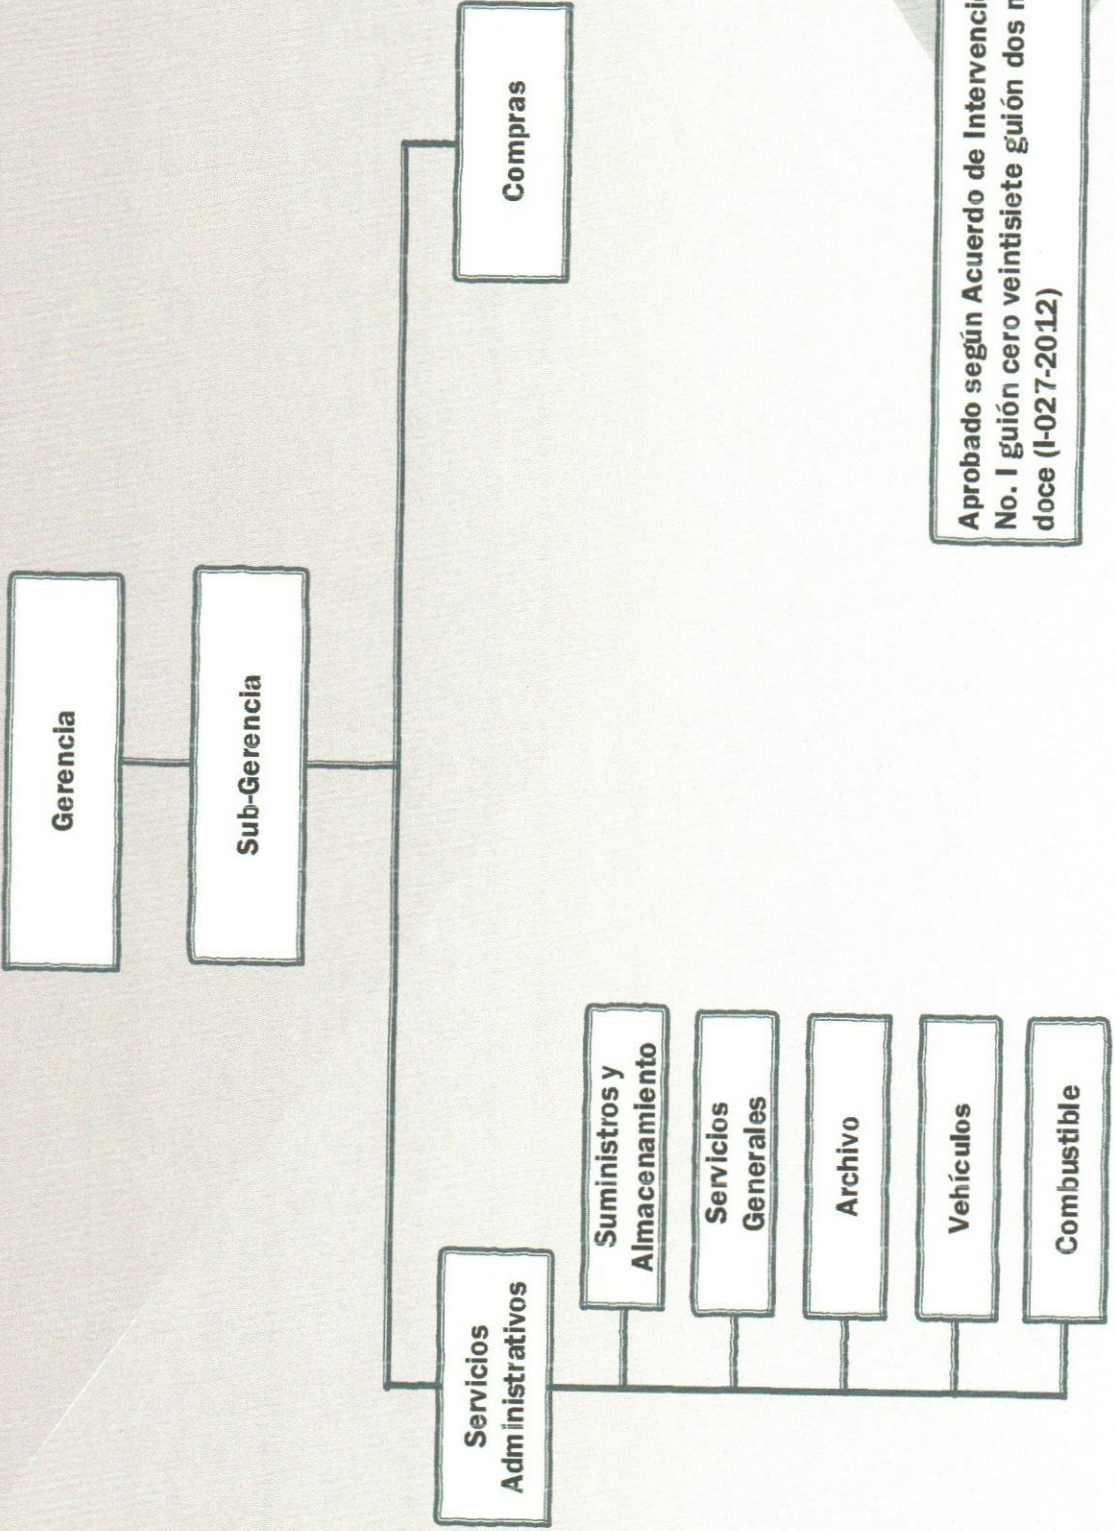 Gerencia
Sub-Gerencia
Compras
Servicios
Administrativos
Suministros y
Almacenamiento
Servicios
Generales
Archivo
Vehículos
Combustible
Aprobado según Acuerdo de
No. I guión cero veintisiete guión dos
doce (I-027-2012)